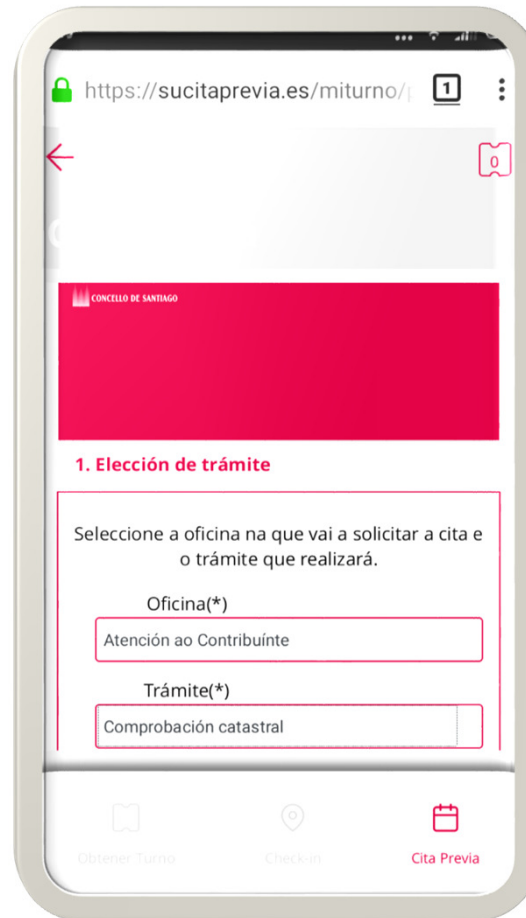 https://sucitaprevia.es/miturno/
1
0
CONCELLO DE SANTIAGO
1. Elección de trámite
Seleccione a oficina na que vai a solicitar a cita e
o trámite que realizará.
Oficina(*)
Atención ao Contribuínte
Trámite(*)
Comprobación catastral
Obtener Turno
Check-in
Cita Previa